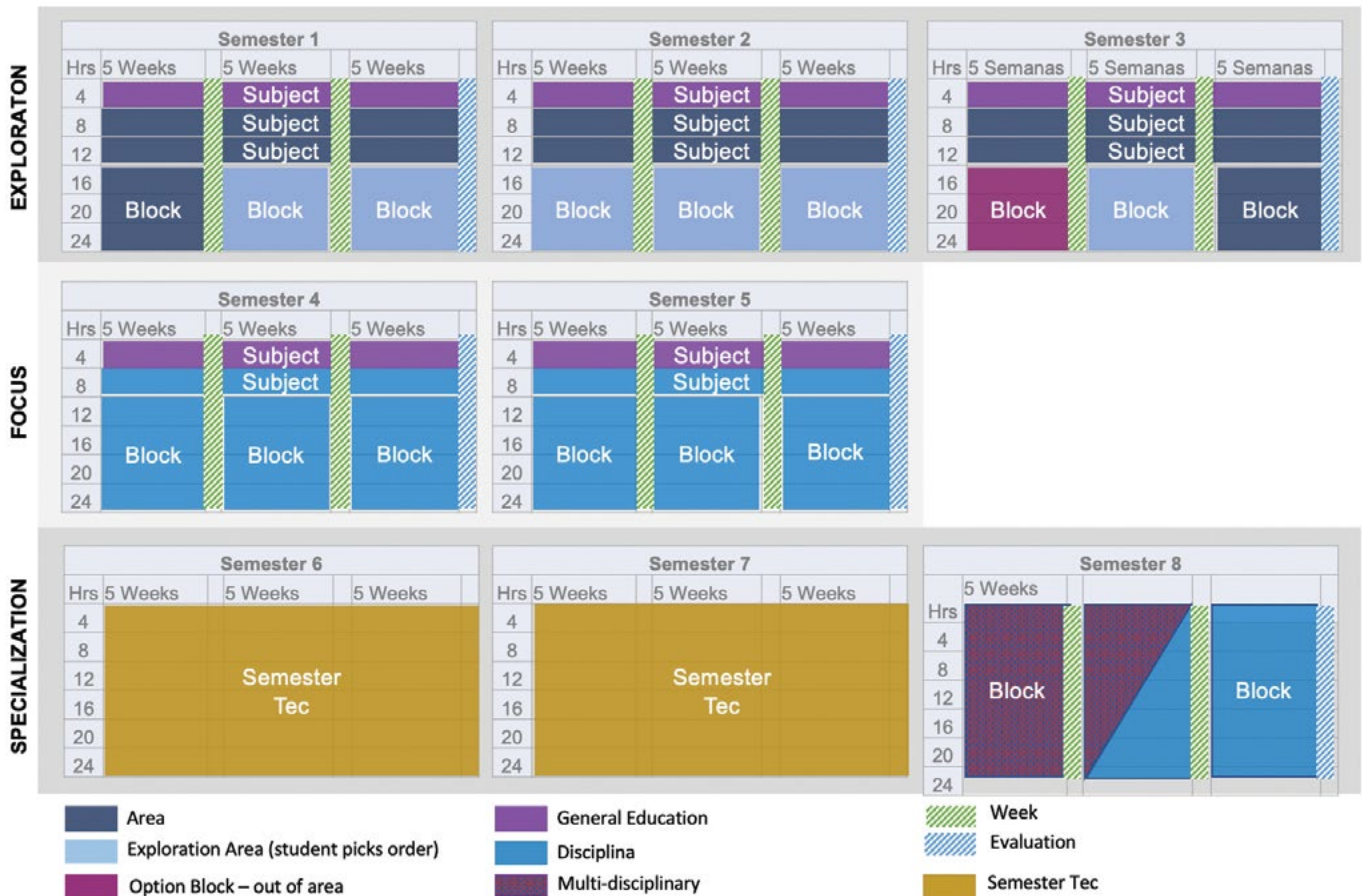 EXPLORATON
Semester 1
Hrs 5 Weeks 5 Weeks 5 Weeks
4 Subject
8 Subject
12 Subject
16
20 Block Block Block
24
Semester 2
Hrs 5 Weeks 5 Weeks 5 Weeks
4 Subject
8 Subject
12 Subject
16
20 Block Block Block
24
Semester 3
Hrs 5 Semanas 5 Semanas 5 Semanas
4 Subject
8 Subject
12 Subject
16
20 Block Block Block
24
FOCUS
Semester 4
Hrs 5 Weeks 5 Weeks 5 Weeks
4 Subject
8 Subject
12
16 Block Block Block
20
24
Semester 5
Hrs 5 Weeks 5 Weeks 5 Weeks
4 Subject
8 Subject
12
16 Block Block Block
20
24
SPECIALIZATION
Semester 6
Hrs 5 Weeks 5 Weeks 5 Weeks
4
8
12 Semester
16 Tec
20
24
Semester 7
Hrs 5 Weeks 5 Weeks 5 Weeks
4
8
12 Semester
16 Tec
20
24
Semester 8
5 Weeks
Hrs
4
8
12 Block Block
16
20
24
Area
Exploration Area (student picks order)
Option Block – out of area
General Education
Disciplina
Multi-disciplinary
Week
Evaluation
Semester Tec